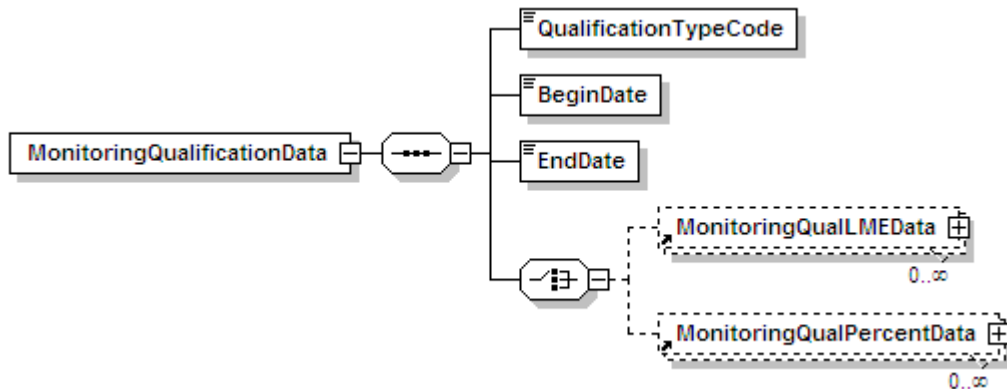 QualificationTypeCode
BeginDate
MonitoringQualificationData
EndDate
MonitoringQualLMEData
0..∞
MonitoringQualPercentData
0..∞